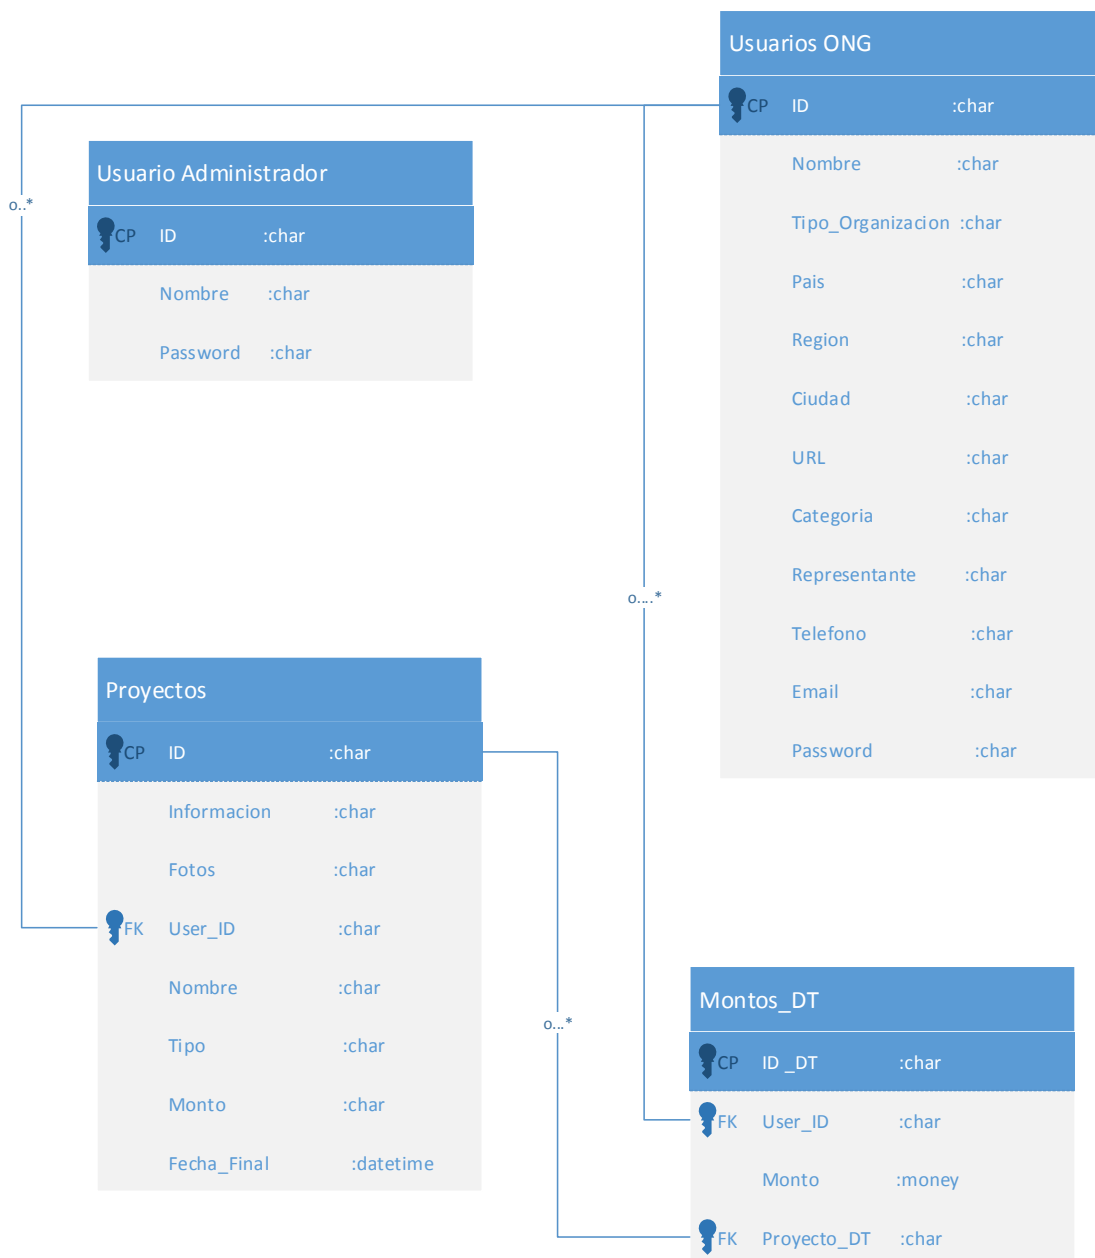 Usuarios ONG
CP ID :char
Nombre :char
Tipo_Organizacion :char
Pais :char
Region :char
Ciudad :char
URL :char
Categoria :char
Representante :char
Telefono :char
Email :char
Password :char
Usuario Administrador
CP ID :char
Nombre :char
Password :char
o..*
o....*
Proyectos
CP ID :char
Informacion :char
Fotos :char
FK User_ID :char
Nombre :char
Tipo :char
Monto :char
Fecha_Final :datetime
o...*
Montos_DT
CP ID _DT :char
FK User_ID :char
Monto :money
FK Proyecto_DT :char